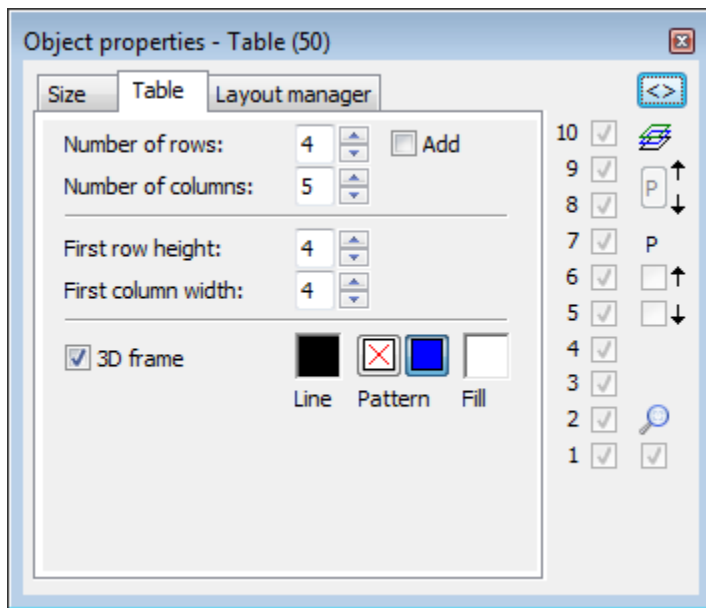 Object properties - Table (50)
Size Table Layout manager
<>
Number of rows: 4 Add
Number of columns: 5
First row height: 4
First column width: 4
3D frame
Line Pattern Fill
10
9
8
7
6
5
4
3
2
1
P
P